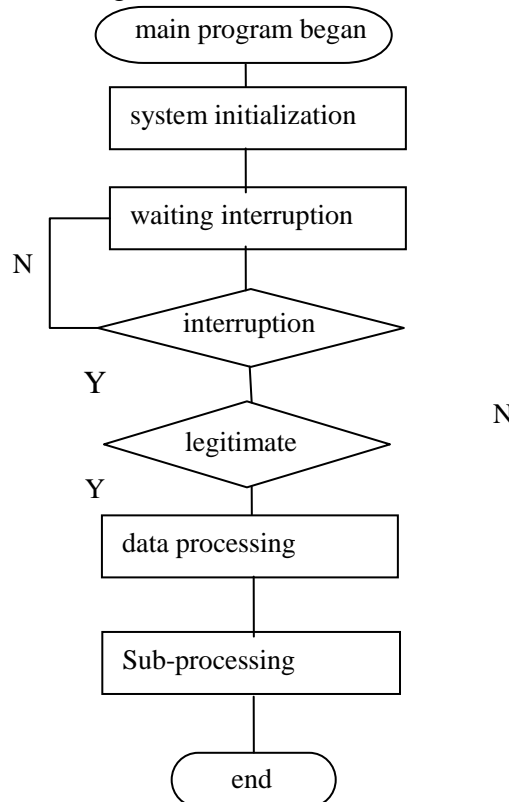 main program began
system initialization
waiting interruption
N
interruption
Y
N
legitimate
Y
data processing
Sub-processing
end